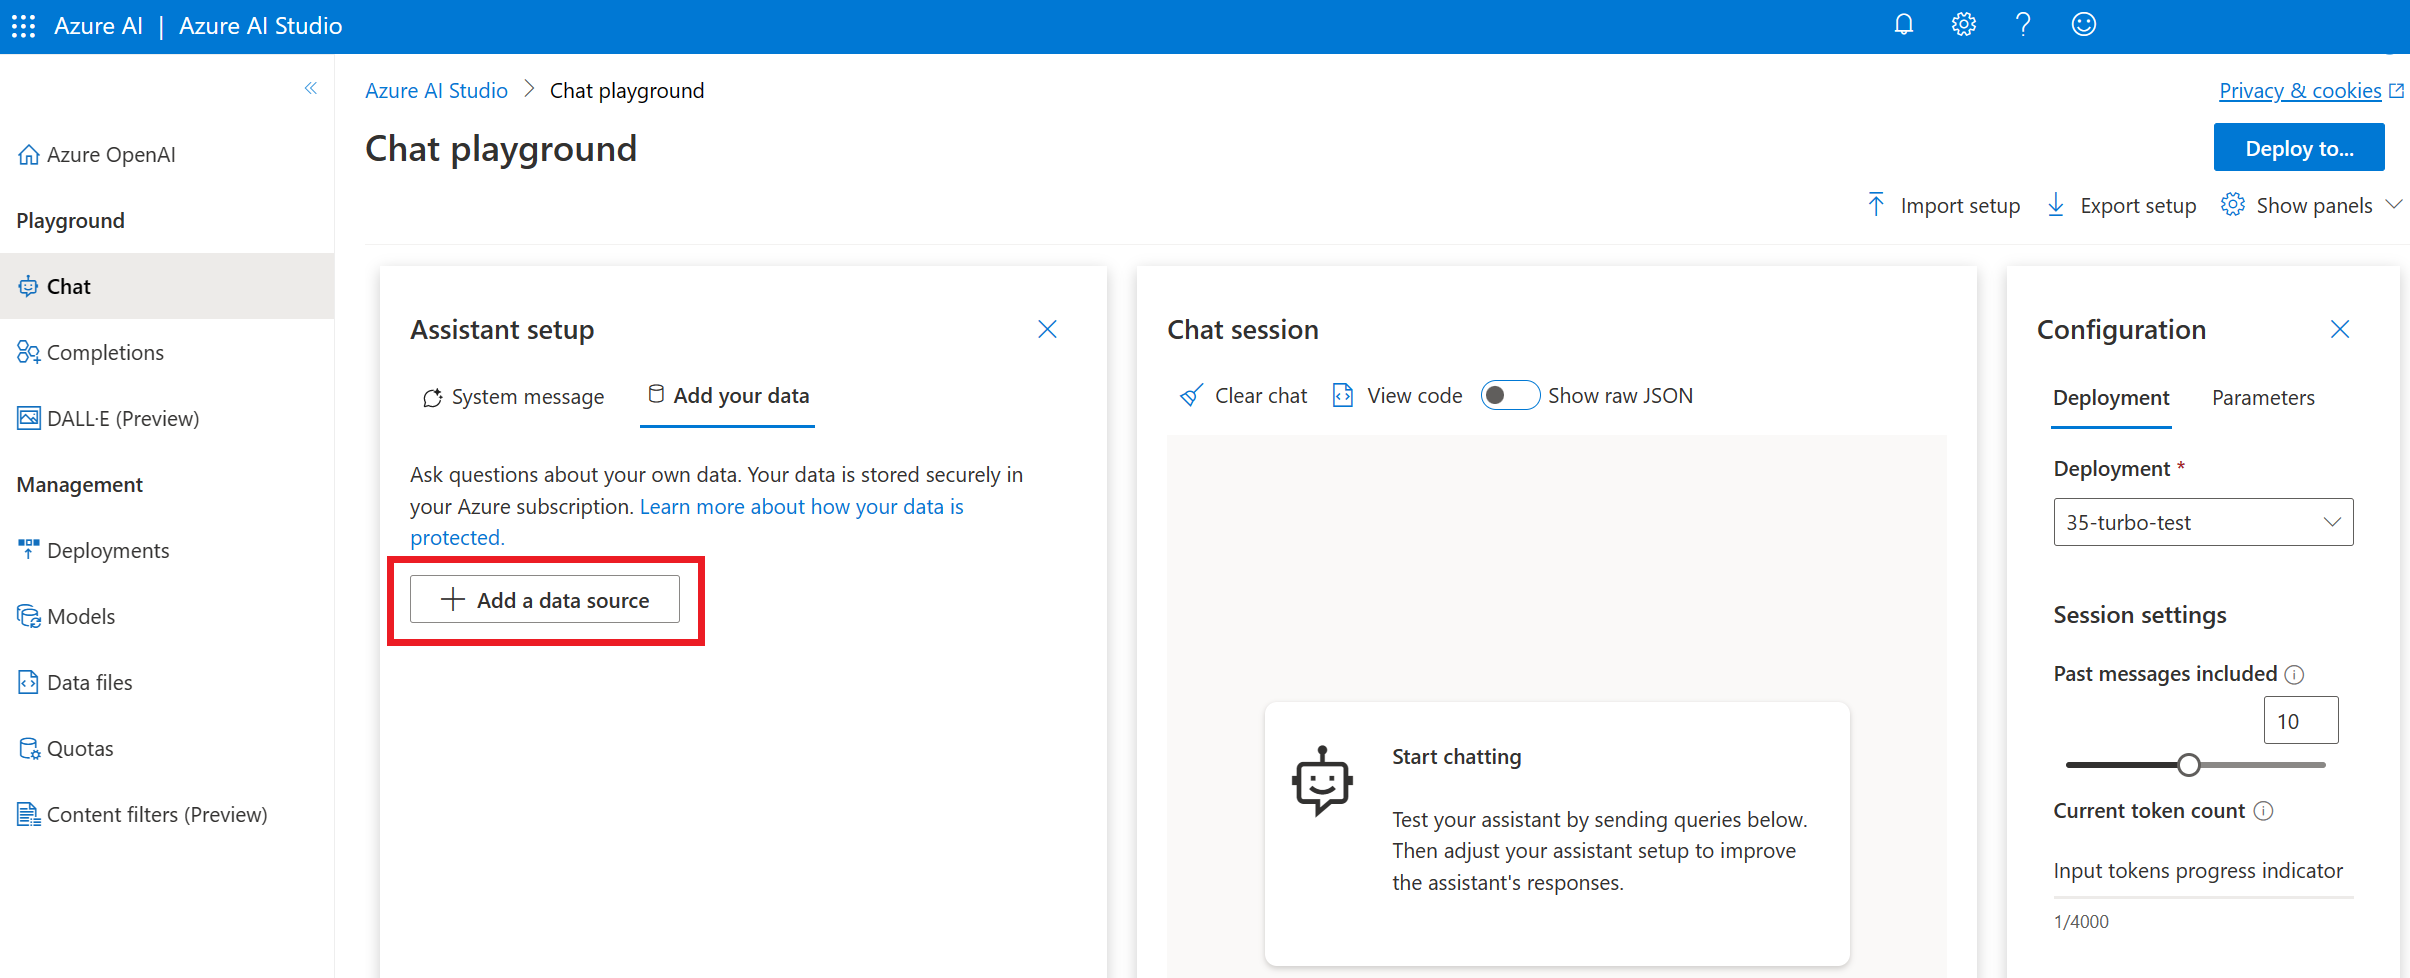 Azure AI | Azure AI Studio
Azure AI Studio > Chat playground
Privacy & cookies
Chat playground
Deploy to...
Import setup
Export setup
Show panels
Azure OpenAI
Playground
Chat
Completions
DALL·E (Preview)
Management
Deployments
Models
Data files
Quotas
Content filters (Preview)
Assistant setup
System message
Add your data
Ask questions about your own data. Your data is stored securely in
your Azure subscription. Learn more about how your data is
protected.
Add a data source
Chat session
Clear chat
View code
Show raw JSON
Start chatting
Test your assistant by sending queries below.
Then adjust your assistant setup to improve
the assistant's responses.
Configuration
Deployment
Parameters
Deployment *
35-turbo-test
Session settings
Past messages included
10
Current token count
Input tokens progress indicator
1/4000